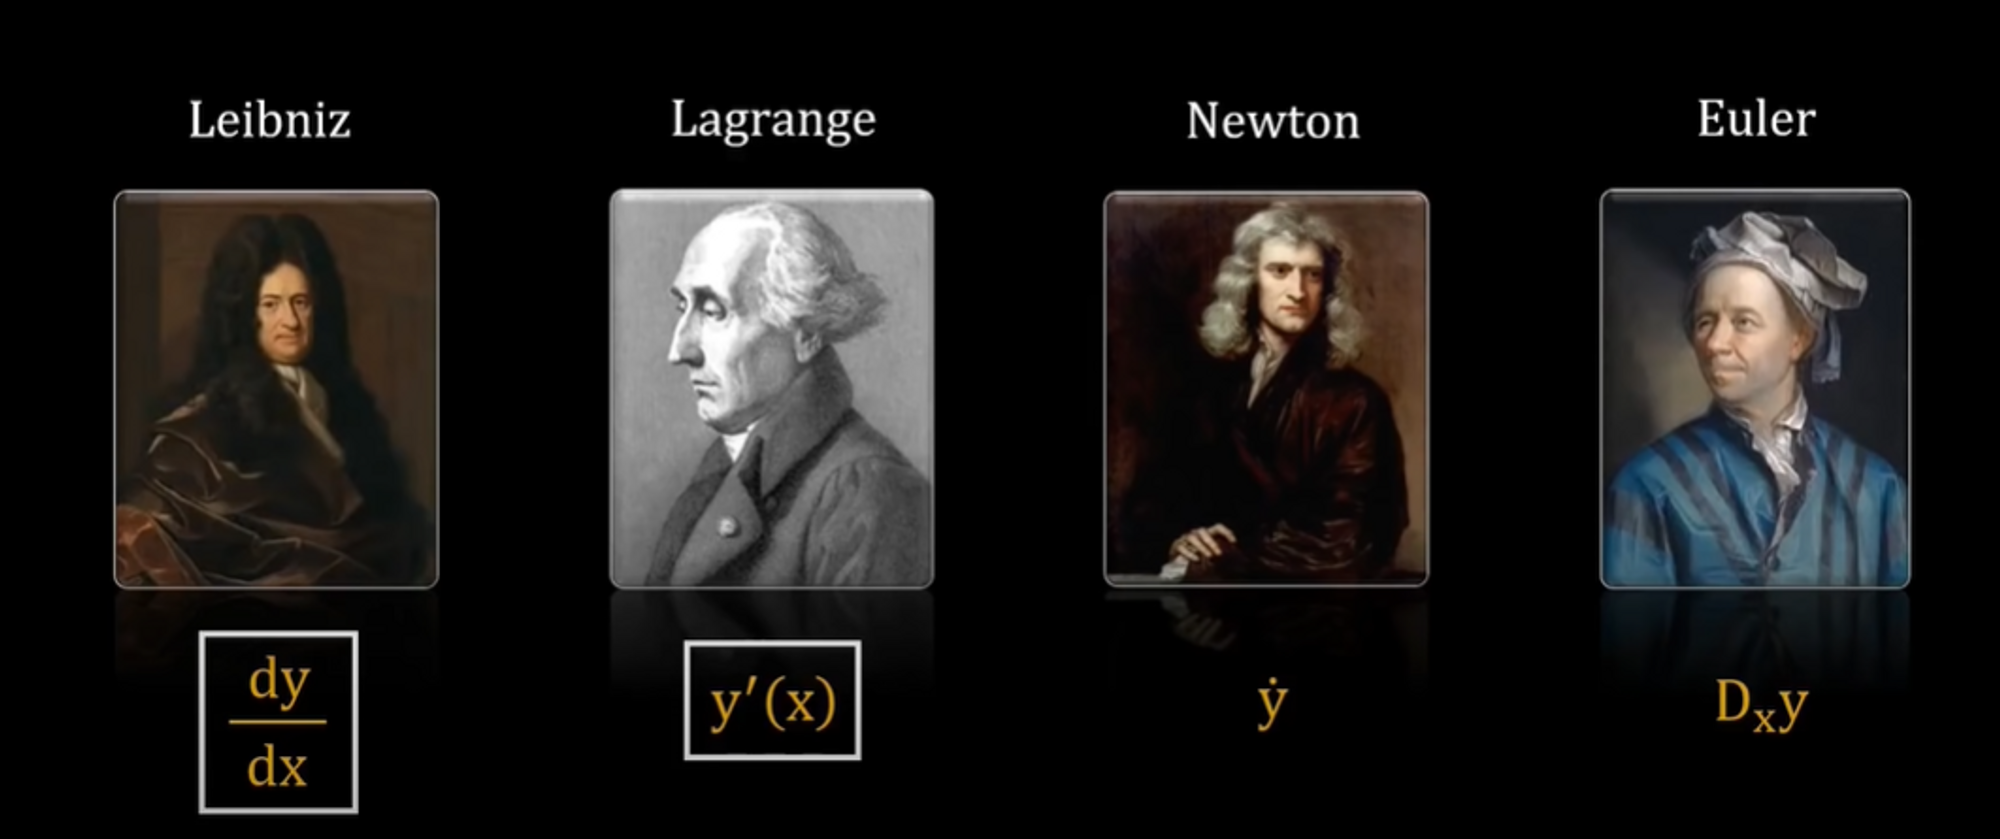 Leibniz
Lagrange
Newton
Euler
dy
dx
y′(x)
ẏ
Dₓy